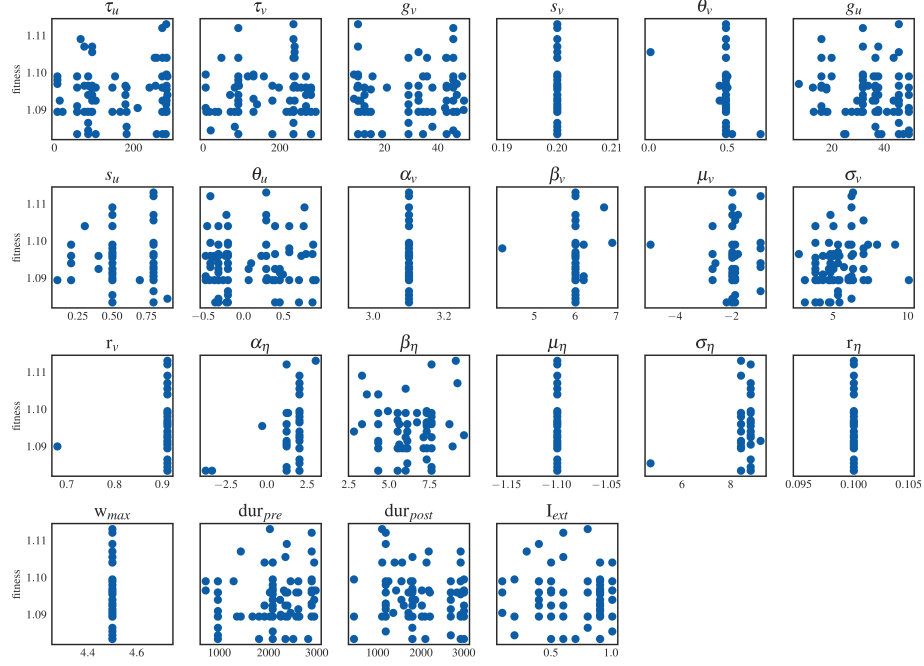 τ_u τ_v g_v s_v θ_v g_u
fitness 1.11 1.10 1.09
0 200 0 200 20 40 0.19 0.20 0.21 0.0 0.5 20 40
s_u θ_u α_v β_v μ_v σ_v
fitness 1.11 1.10 1.09
0.25 0.50 0.75 −0.5 0.0 0.5 3.0 3.2 4 6 −4 −2 5 10
r_v α_η β_η μ_η σ_η r_η
fitness 1.11 1.10 1.09
0.7 0.8 0.9 −2.5 0.0 2.5 2.5 5.0 7.5 −1.15 −1.10 −1.05 6 8 0.095 0.100 0.105
w_max dur_pre dur_post I_ext
fitness 1.11 1.10 1.09
4.4 4.6 1000 2000 3000 1000 2000 3000 0.5 1.0